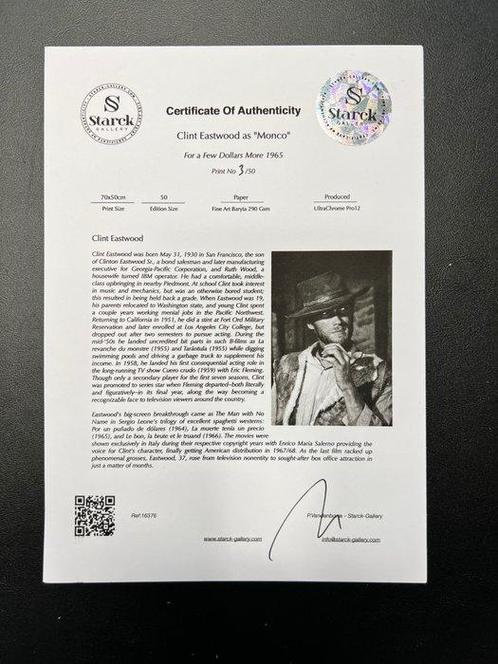 STARCK-GALLERY.COM
S
Starck
GALLERY
Certificate Of Authenticity
Clint Eastwood as "Monco"
For a Few Dollars More 1965
Print No 3/50
S
Starck
GALLERY
70x50cm 50 Paper Produced
Print Size Edition Size Fine Art Baryta 290 Gsm UltraChrome Pro12
Clint Eastwood
Clint Eastwood was born May 31, 1930 in San Francisco, the son
of Clinton Eastwood Sr., a bond salesman and later manufacturing
executive for Georgia-Pacific Corporation, and Ruth Wood, a
housewife turned IBM operator. He had a comfortable, middle-
class upbringing in nearby Piedmont. At school Clint took interest
in music and mechanics, but was an otherwise bored student;
this resulted in being held back a grade. When Eastwood was 19,
his parents relocated to Washington state, and young Clint spent
a couple years working menial jobs in the Pacific Northwest.
Returning to California in 1951, he did a stint at Fort Ord Military
Reservation and later enrolled at Los Angeles City College, but
dropped out after two semesters to pursue acting. During the
mid-'50s he landed uncredited bit parts in such B-films as La
revanche du monstre (1955) and Tarántula (1955) while digging
swimming pools and driving a garbage truck to supplement his
income. In 1958, he landed his first consequential acting role in
the long-running TV show Cuero crudo (1959) with Eric Fleming.
Though only a secondary player for the first seven seasons, Clint
was promoted to series star when Fleming departed--both literally
and figuratively--in its final year, along the way becoming a
recognizable face to television viewers around the country.
Eastwood's big-screen breakthrough came as The Man with No
Name in Sergio Leone's trilogy of excellent spaghetti westerns:
Por un puñado de dólares (1964), La muerte tenía un precio
(1965), and Le bon, la brute et le truand (1966). The movies were
shown exclusively in Italy during their respective copyright years with Enrico Maria Salerno providing the
voice for Clint's character, finally getting American distribution in 1967/68. As the last film racked up
phenomenal grosses, Eastwood, 37, rose from television nonentity to sought-after box office attraction in
just a matter of months.
Ref:16376
P.Vandenborre – Starck-Gallery
www.starck-gallery.com
info@starck-gallery.com